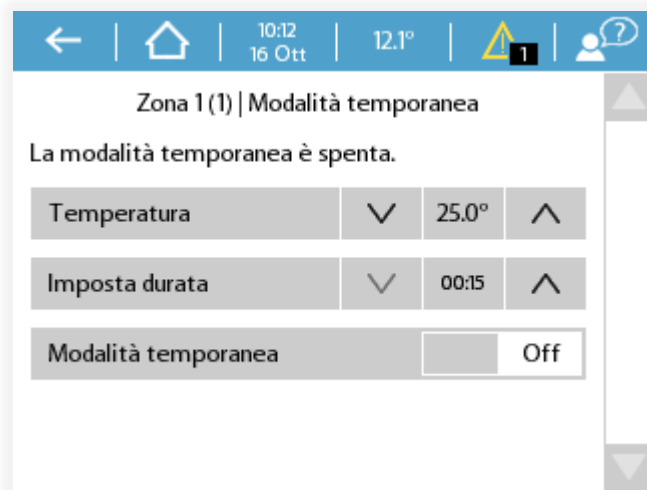 10:12
16 Ott
12.1°
1
?
Zona 1 (1) | Modalità temporanea
La modalità temporanea è spenta.
Temperatura 25.0°
Imposta durata 00:15
Modalità temporanea Off